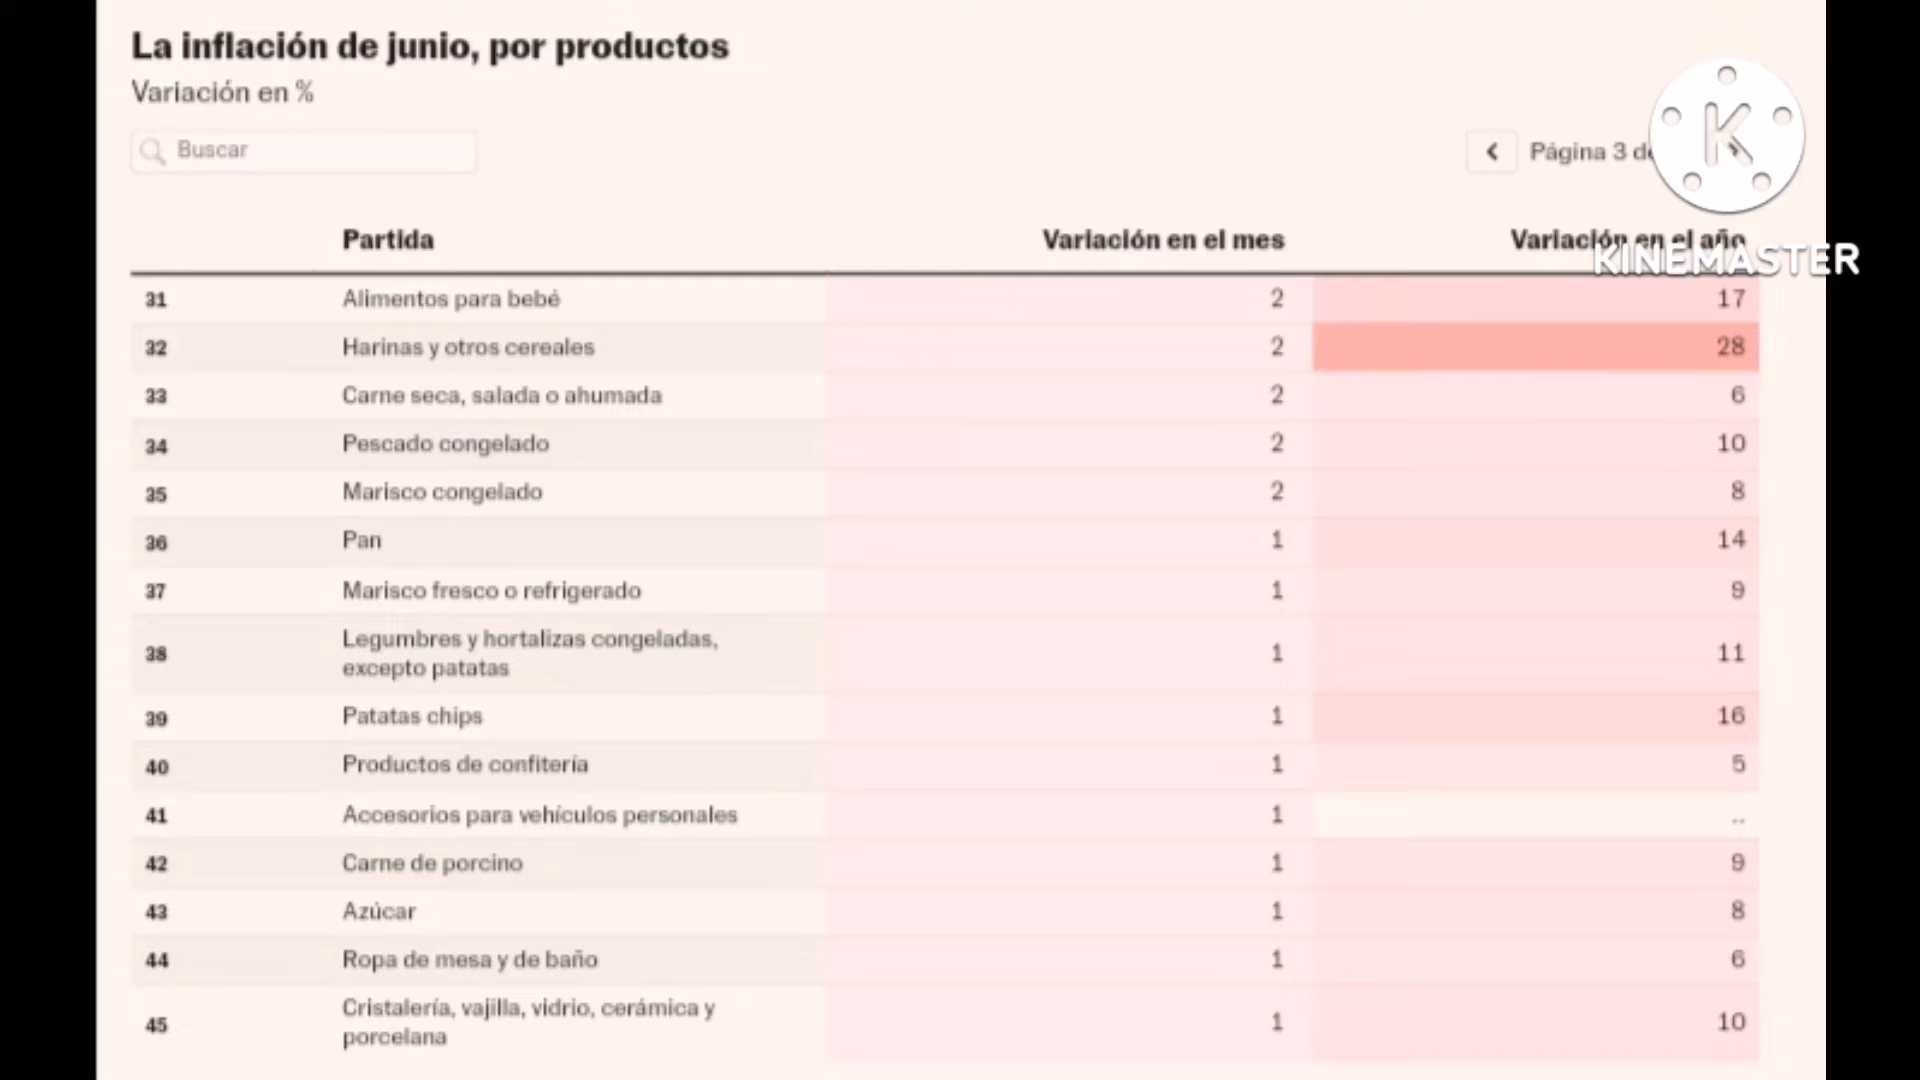 La inflación de junio, por productos
Variación en %
Buscar
Página 3
K
Partida Variación en el mes Variación en el año
KINEMASTER
31 Alimentos para bebé 2 17
32 Harinas y otros cereales 2 28
33 Carne seca, salada o ahumada 2 6
34 Pescado congelado 2 10
35 Marisco congelado 2 8
36 Pan 1 14
37 Marisco fresco o refrigerado 1 9
38 Legumbres y hortalizas congeladas, 1 11
excepto patatas
39 Patatas chips 1 16
40 Productos de confitería 1 5
41 Accesorios para vehículos personales 1 ..
42 Carne de porcino 1 9
43 Azúcar 1 8
44 Ropa de mesa y de baño 1 6
45 Cristalería, vajilla, vidrio, cerámica y 1 10
porcelana